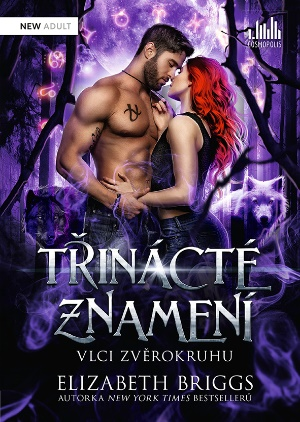 NEW ADULT
COSMOPOLIS
TŘINÁCTÉ
ZNAMENÍ
VLCI ZVĚROKRUHU
ELIZABETH BRIGGS
AUTORKA NEW YORK TIMES BESTSELLERŮ